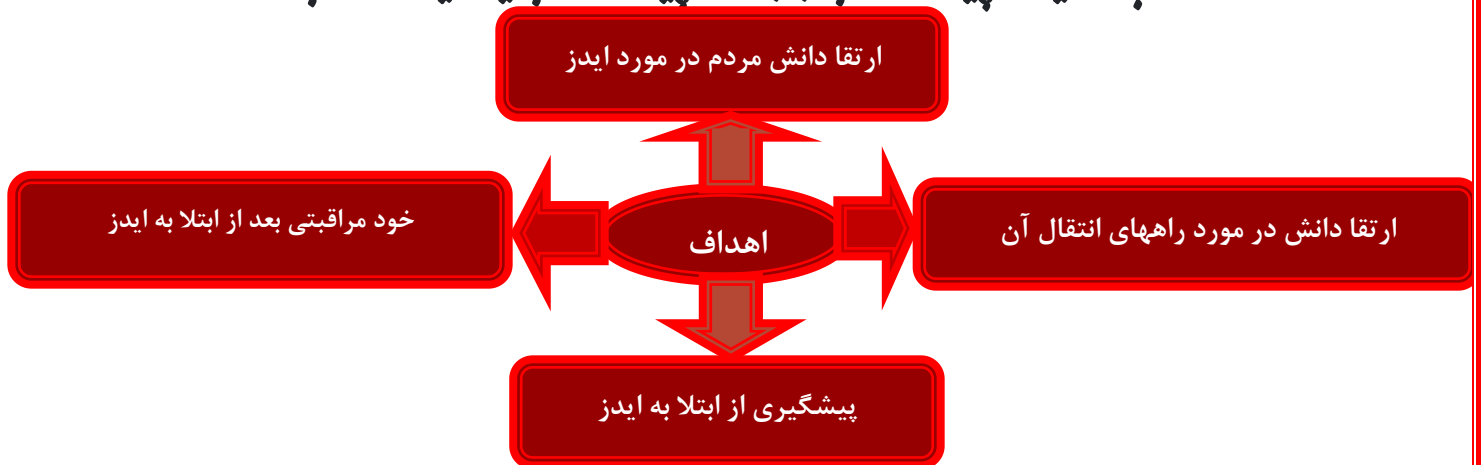 ارتقا دانش مردم در مورد ایدز
ارتقا دانش در مورد راههای انتقال آن
اهداف
خود مراقبتی بعد از ابتلا به ایدز
پیشگیری از ابتلا به ایدز